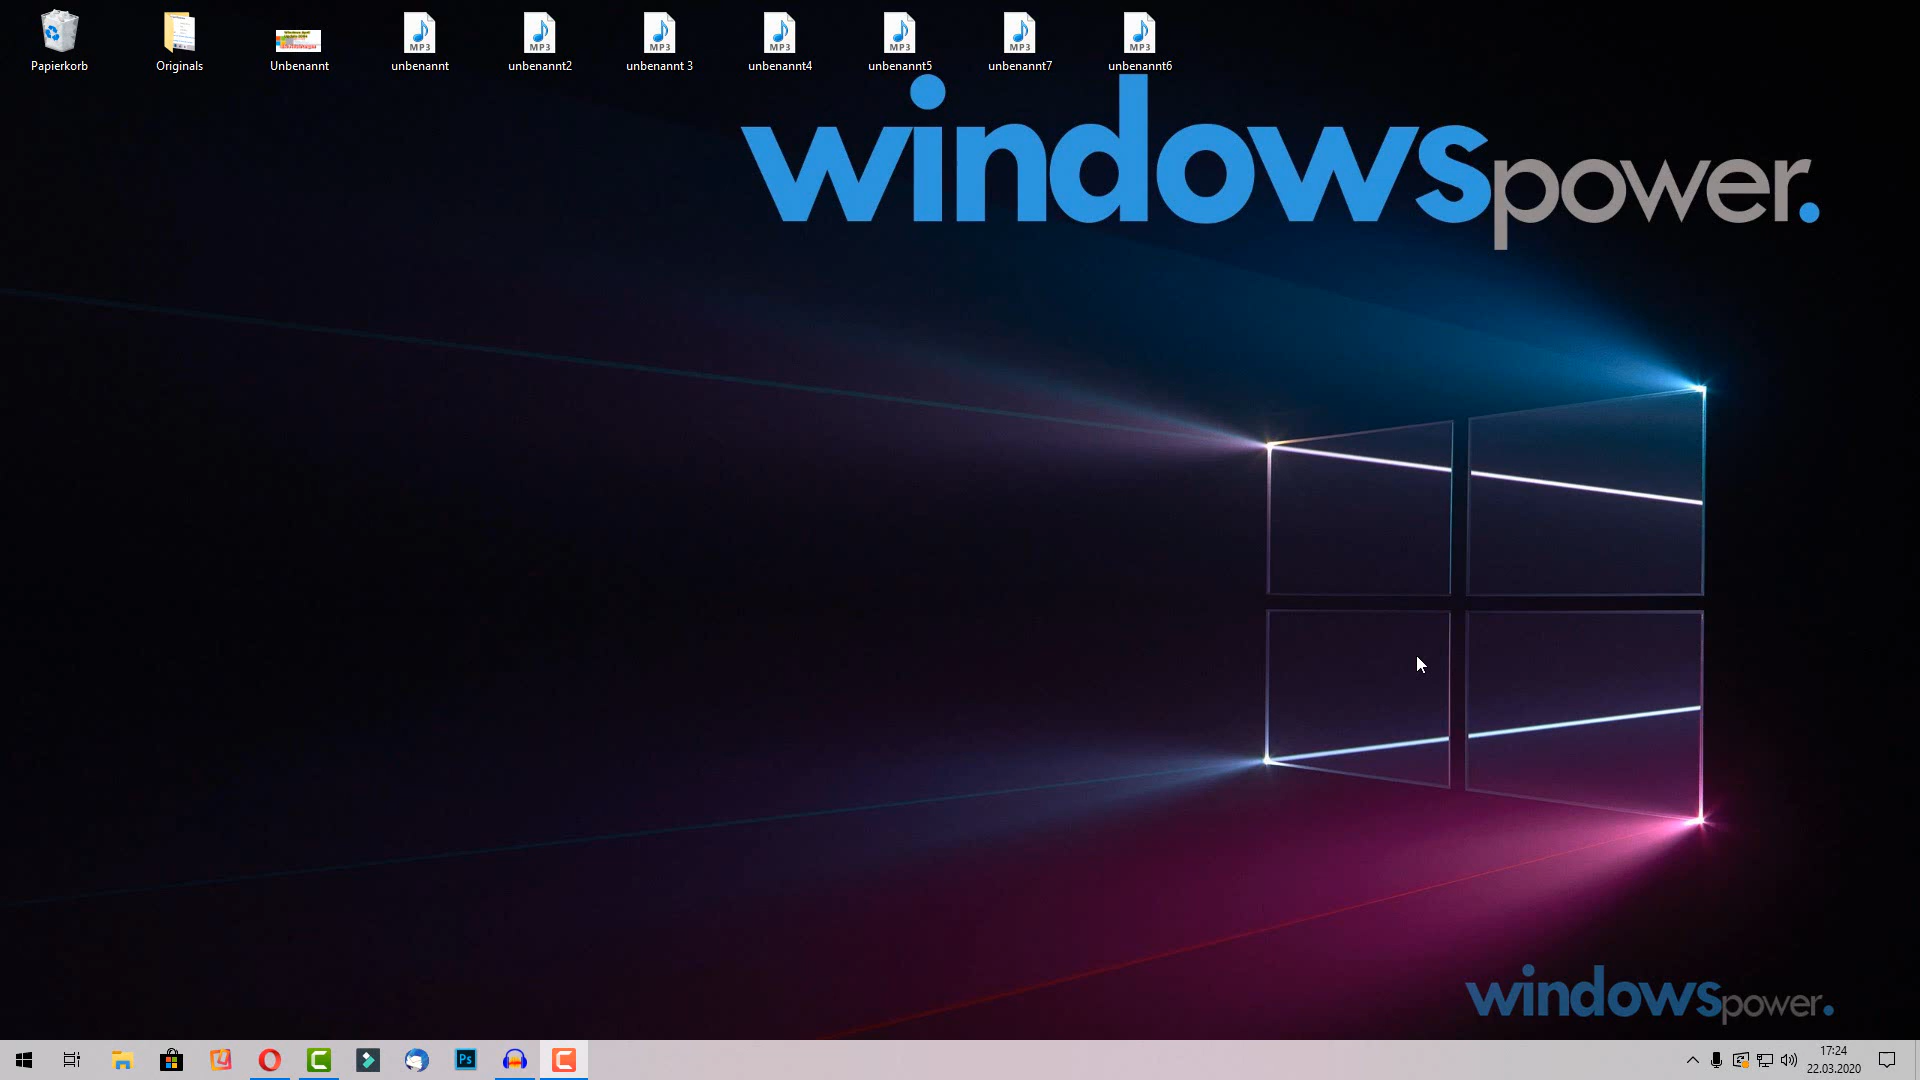 Papierkorb
Originals
Unbenannt
MP3
unbenannt
MP3
unbenannt2
MP3
unbenannt 3
MP3
unbenannt4
MP3
unbenannt5
MP3
unbenannt7
MP3
unbenannt6
windowspower.
windowspower.
Ps
17:24
22.03.2020